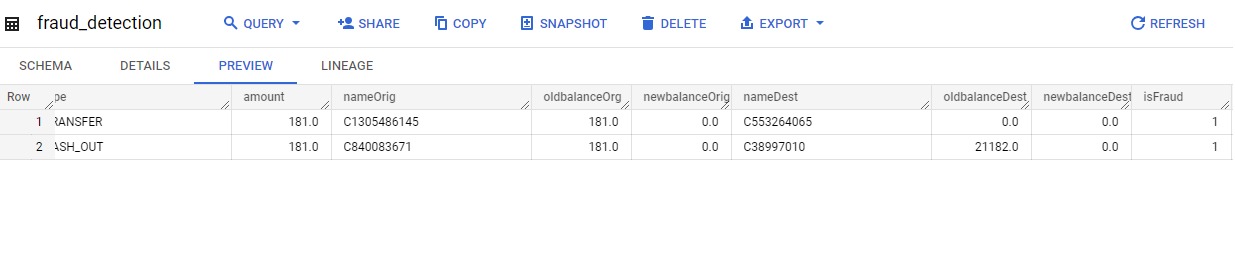 fraud_detection QUERY SHARE COPY SNAPSHOT DELETE EXPORT REFRESH
SCHEMA DETAILS PREVIEW LINEAGE
Row pe amount nameOrig oldbalanceOrg newbalanceOrig nameDest oldbalanceDest newbalanceDest isFraud
1 RANSFER 181.0 C1305486145 181.0 0.0 C553264065 0.0 0.0 1
2 ASH_OUT 181.0 C840083671 181.0 0.0 C38997010 21182.0 0.0 1